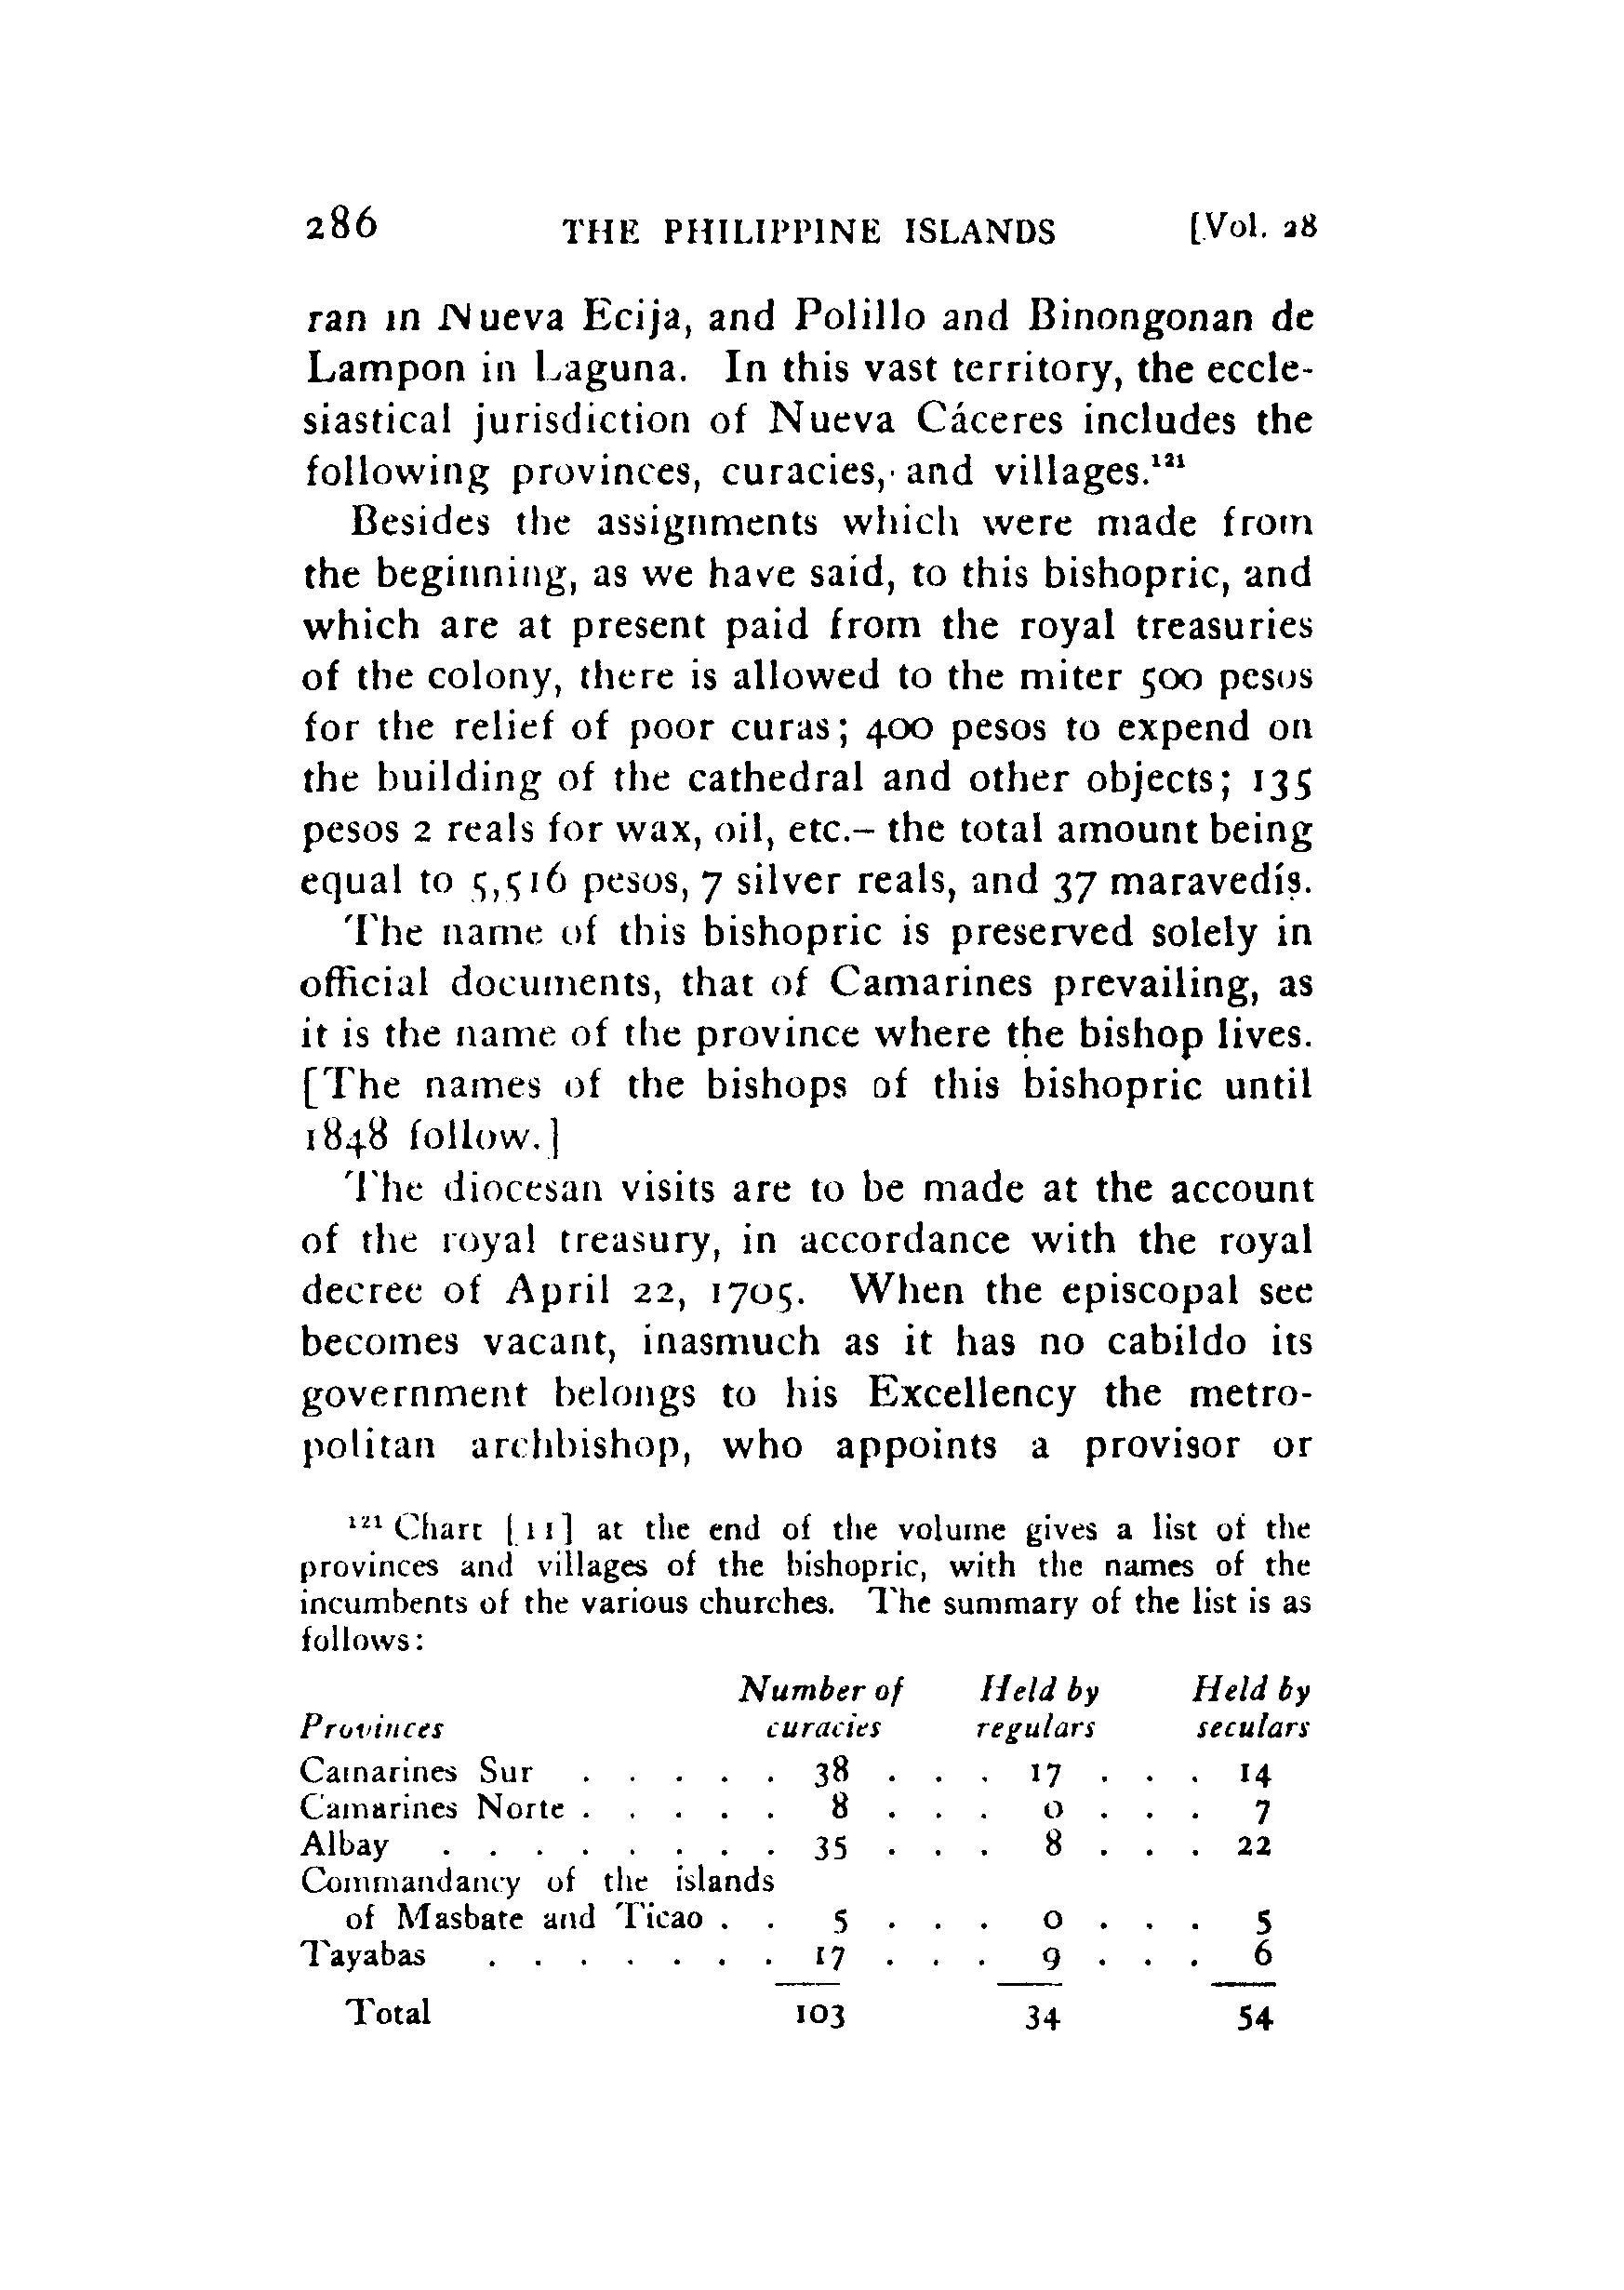 286 THE PHILIPPINE ISLANDS [Vol. 28
ran in Nueva Ecija, and Polillo and Binongonan de
Lampon in Laguna. In this vast territory, the eccle-
siastical jurisdiction of Nueva Cáceres includes the
following provinces, curacies, and villages.¹²¹
Besides the assignments which were made from
the beginning, as we have said, to this bishopric, and
which are at present paid from the royal treasuries
of the colony, there is allowed to the miter 500 pesos
for the relief of poor curas; 400 pesos to expend on
the building of the cathedral and other objects; 135
pesos 2 reals for wax, oil, etc.– the total amount being
equal to 5,516 pesos, 7 silver reals, and 37 maravedís.
The name of this bishopric is preserved solely in
official documents, that of Camarines prevailing, as
it is the name of the province where the bishop lives.
[The names of the bishops of this bishopric until
1848 follow.]
The diocesan visits are to be made at the account
of the royal treasury, in accordance with the royal
decree of April 22, 1705. When the episcopal see
becomes vacant, inasmuch as it has no cabildo its
government belongs to his Excellency the metro-
politan archbishop, who appoints a provisor or
¹²¹ Chart [11] at the end of the volume gives a list of the
provinces and villages of the bishopric, with the names of the
incumbents of the various churches. The summary of the list is as
follows:
Number of Held by Held by
Provinces curacies regulars seculars
Camarines Sur . . . . . 38 . . . 17 . . . 14
Camarines Norte . . . . . 8 . . . 0 . . . 7
Albay . . . . . . . . 35 . . . 8 . . . 22
Commandancy of the islands
of Masbate and Ticao . . 5 . . . 0 . . . 5
Tayabas . . . . . . . 17 . . . 9 . . . 6
Total 103 34 54